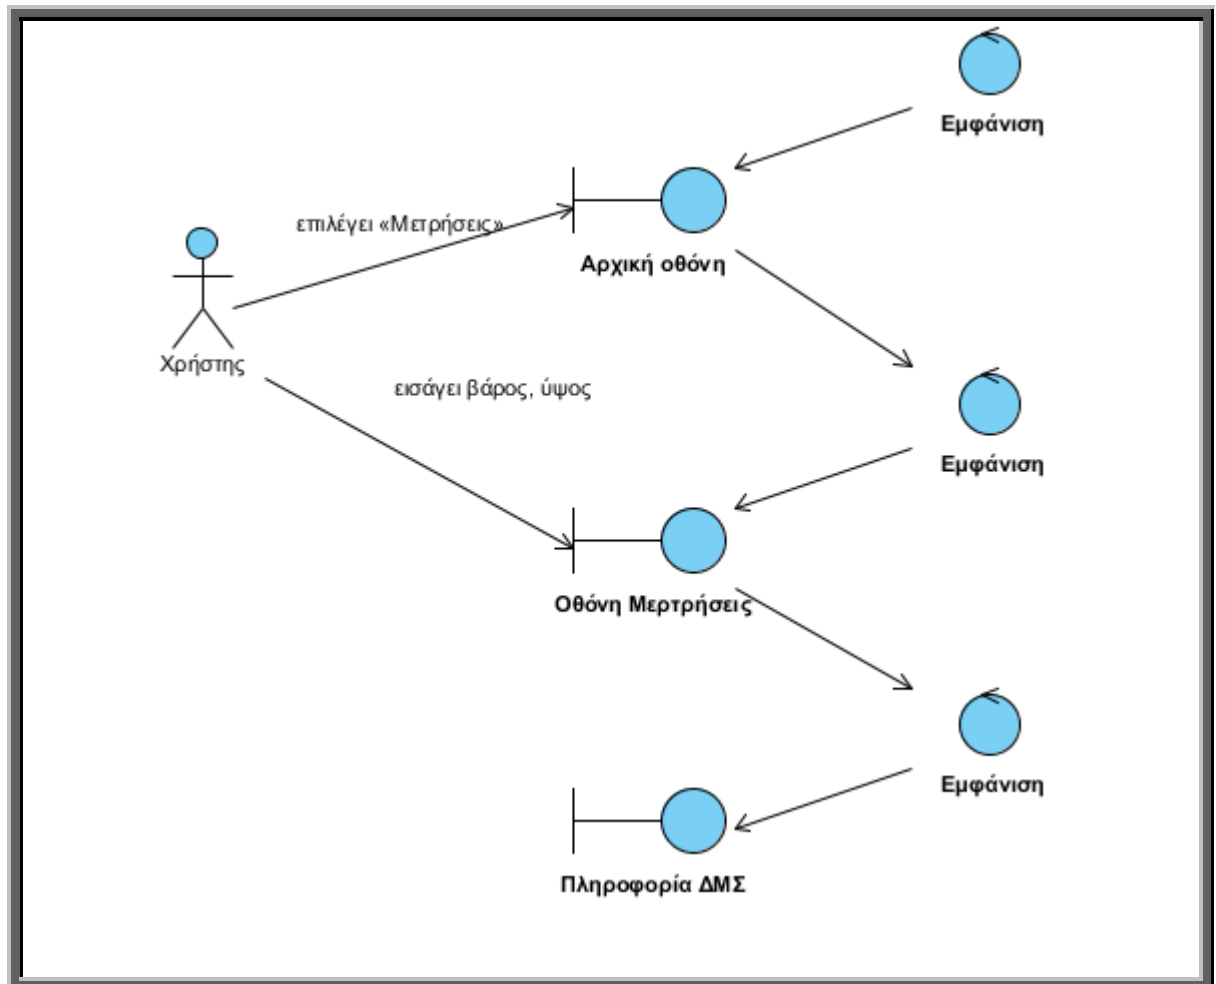 Εμφάνιση
επιλέγει «Μετρήσεις»
Αρχική οθόνη
Χρήστης
εισάγει βάρος, ύψος
Εμφάνιση
Οθόνη Μερτρήσεις
Εμφάνιση
Πληροφορία ΔΜΣ